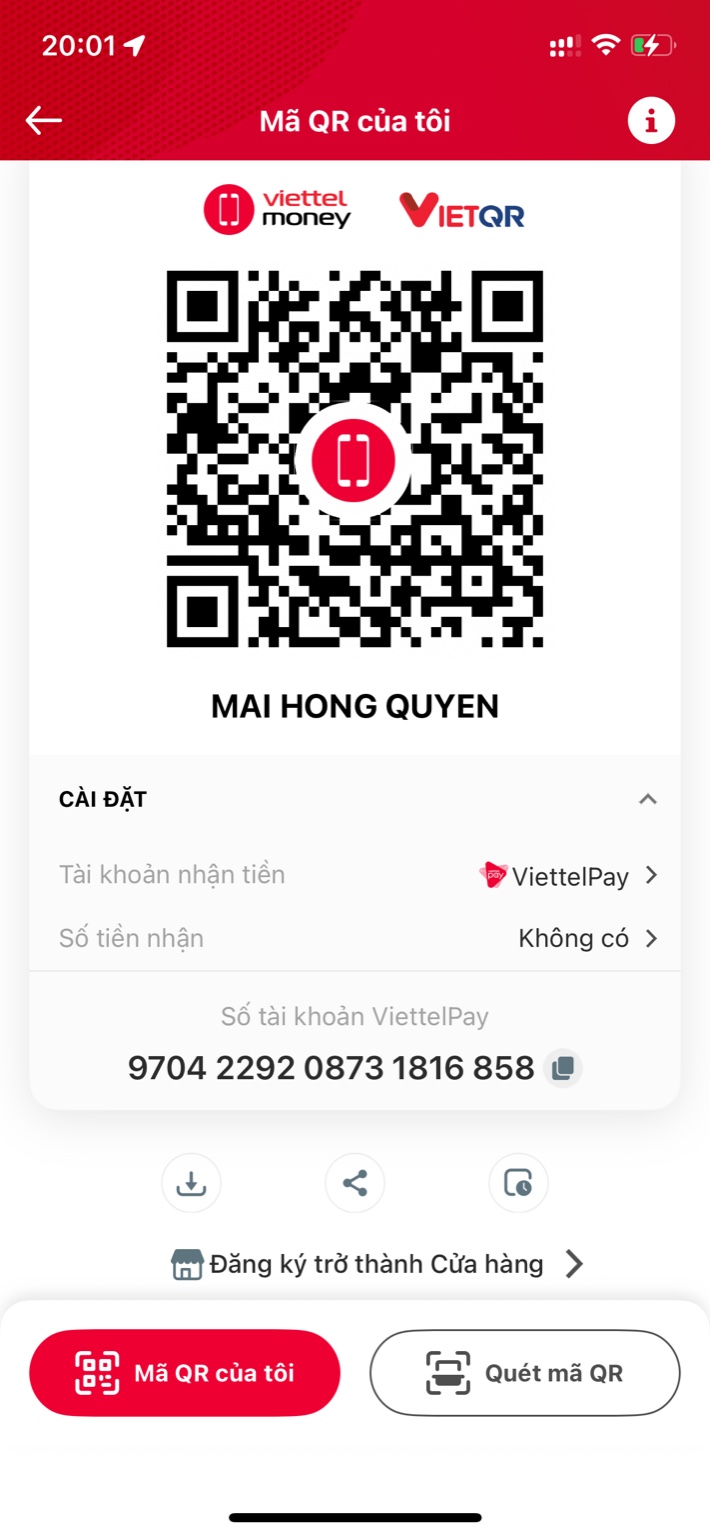 20:01
Mã QR của tôi
viettel
money
VIETQR
MAI HONG QUYEN
CÀI ĐẶT
Tài khoản nhận tiền
pay ViettelPay
Số tiền nhận
Không có
Số tài khoản ViettelPay
9704 2292 0873 1816 858
Đăng ký trở thành Cửa hàng
Mã QR của tôi
Quét mã QR